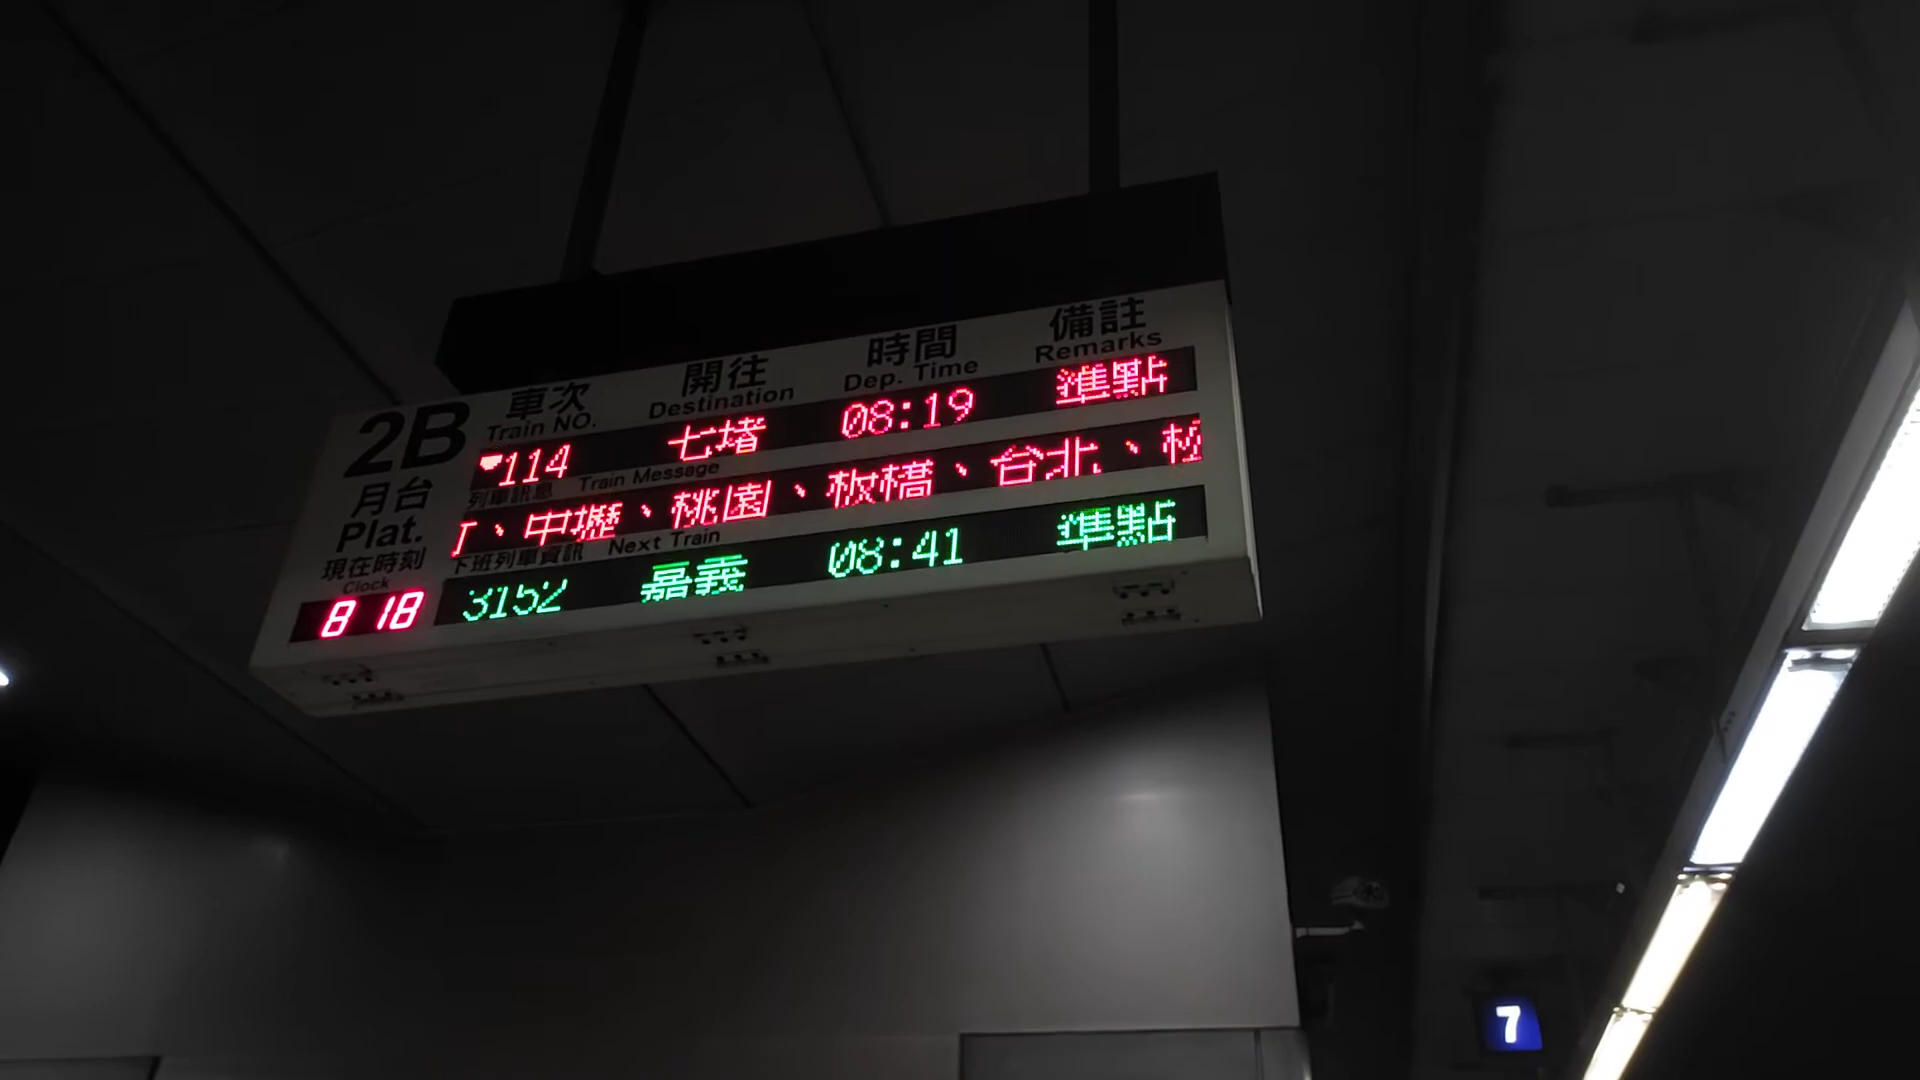 2B
月台
Plat.
現在時刻
Clock
8 18
車次 開往 時間 備註
Train NO. Destination Dep. Time Remarks
114 七堵 08:19 準點
列車訊息 Train Message
、中壢、桃園、板橋、台北、
下班列車資訊 Next Train
3152 嘉義 08:41 準點
7